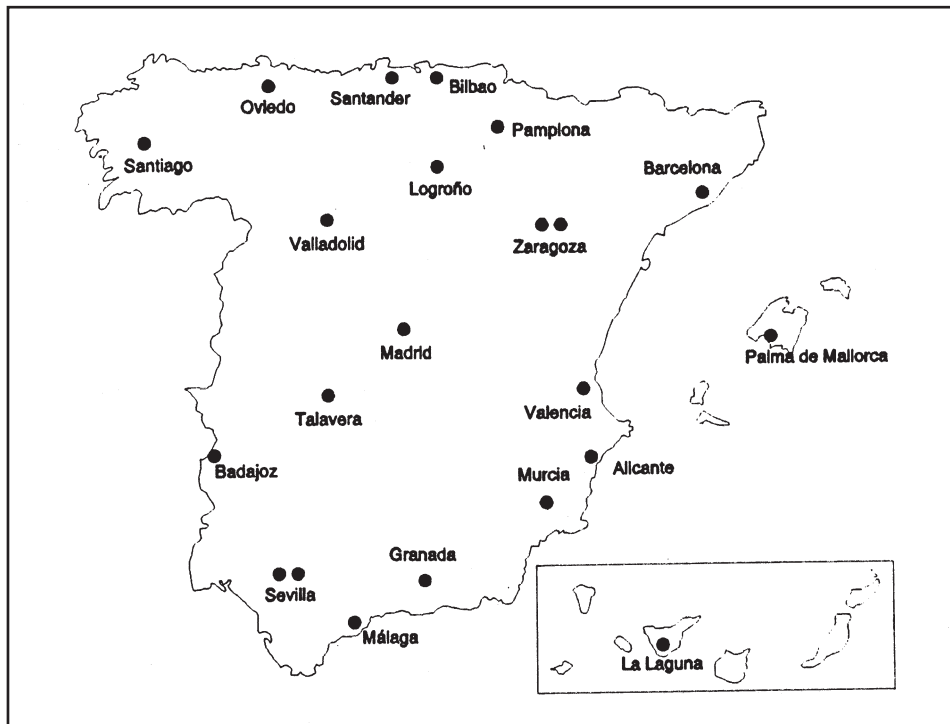 Oviedo
Santander
Bilbao
Pamplona
Santiago
Logroño
Barcelona
Valladolid
Zaragoza
Madrid
Palma de Mallorca
Talavera
Valencia
Badajoz
Murcia
Alicante
Granada
Sevilla
Málaga
La Laguna